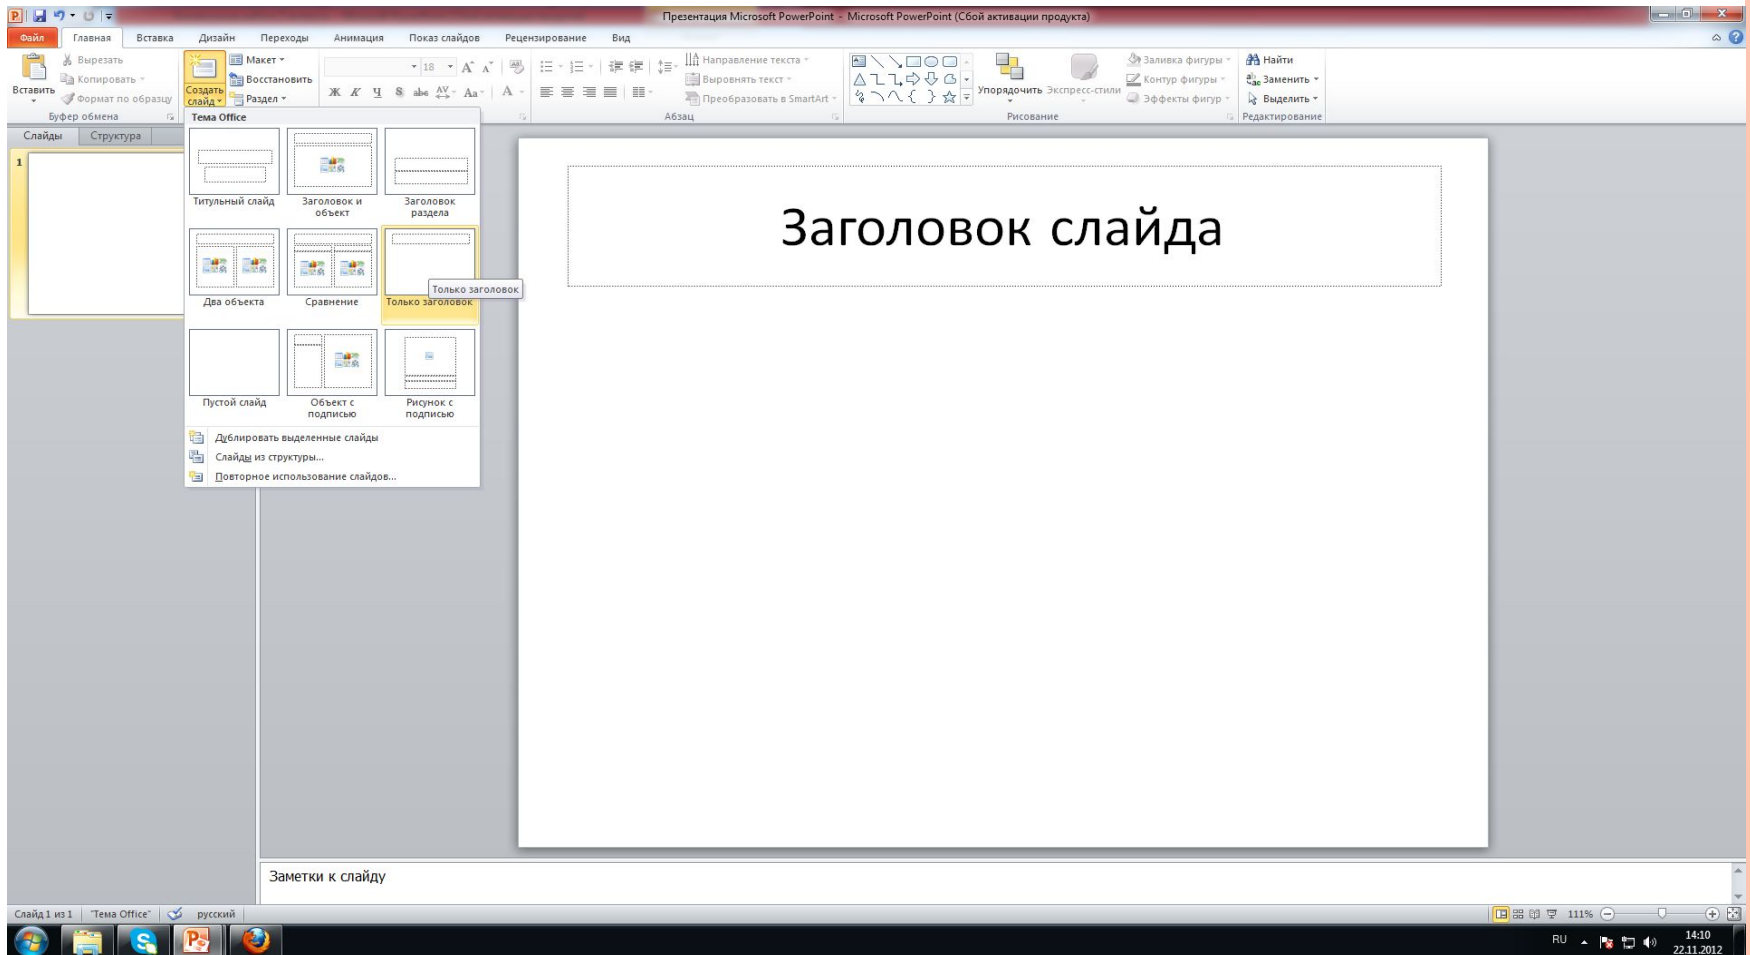 Презентация Microsoft PowerPoint - Microsoft PowerPoint (Сбой активации продукта)
Файл Главная Вставка Дизайн Переходы Анимация Показ слайдов Рецензирование Вид
Вставить
Вырезать
Копировать
Формат по образцу
Буфер обмена
Создать
слайд
Макет
Восстановить
Раздел
18
Ж К Ч S abc AV Aa A
Направление текста
Выровнять текст
Преобразовать в SmartArt
Абзац
Упорядочить Экспресс-стили
Заливка фигуры
Контур фигуры
Эффекты фигур
Рисование
Найти
Заменить
Выделить
Редактирование
Слайды Структура
1
Тема Office
Титульный слайд
Заголовок и
объект
Заголовок
раздела
Два объекта
Сравнение
Только заголовок
Только заголовок
Пустой слайд
Объект с
подписью
Рисунок с
подписью
Дублировать выделенные слайды
Слайды из структуры...
Повторное использование слайдов...
Заголовок слайда
Заметки к слайду
Слайд 1 из 1 "Тема Office" русский
111%
RU
14:10
22.11.2012